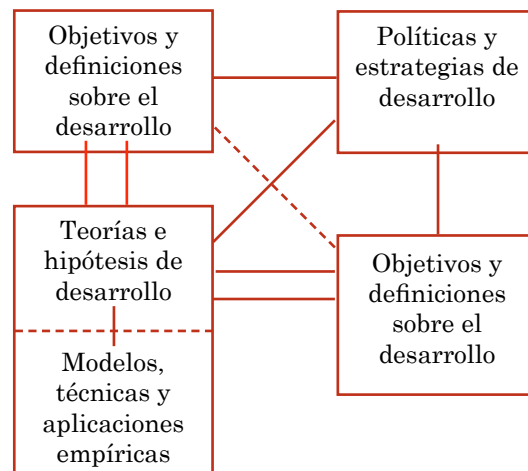 Objetivos y
definiciones
sobre el
desarrollo
Políticas y
estrategias de
desarrollo
Teorías e
hipótesis de
desarrollo
Objetivos y
definiciones
sobre el
desarrollo
Modelos,
técnicas y
aplicaciones
empíricas